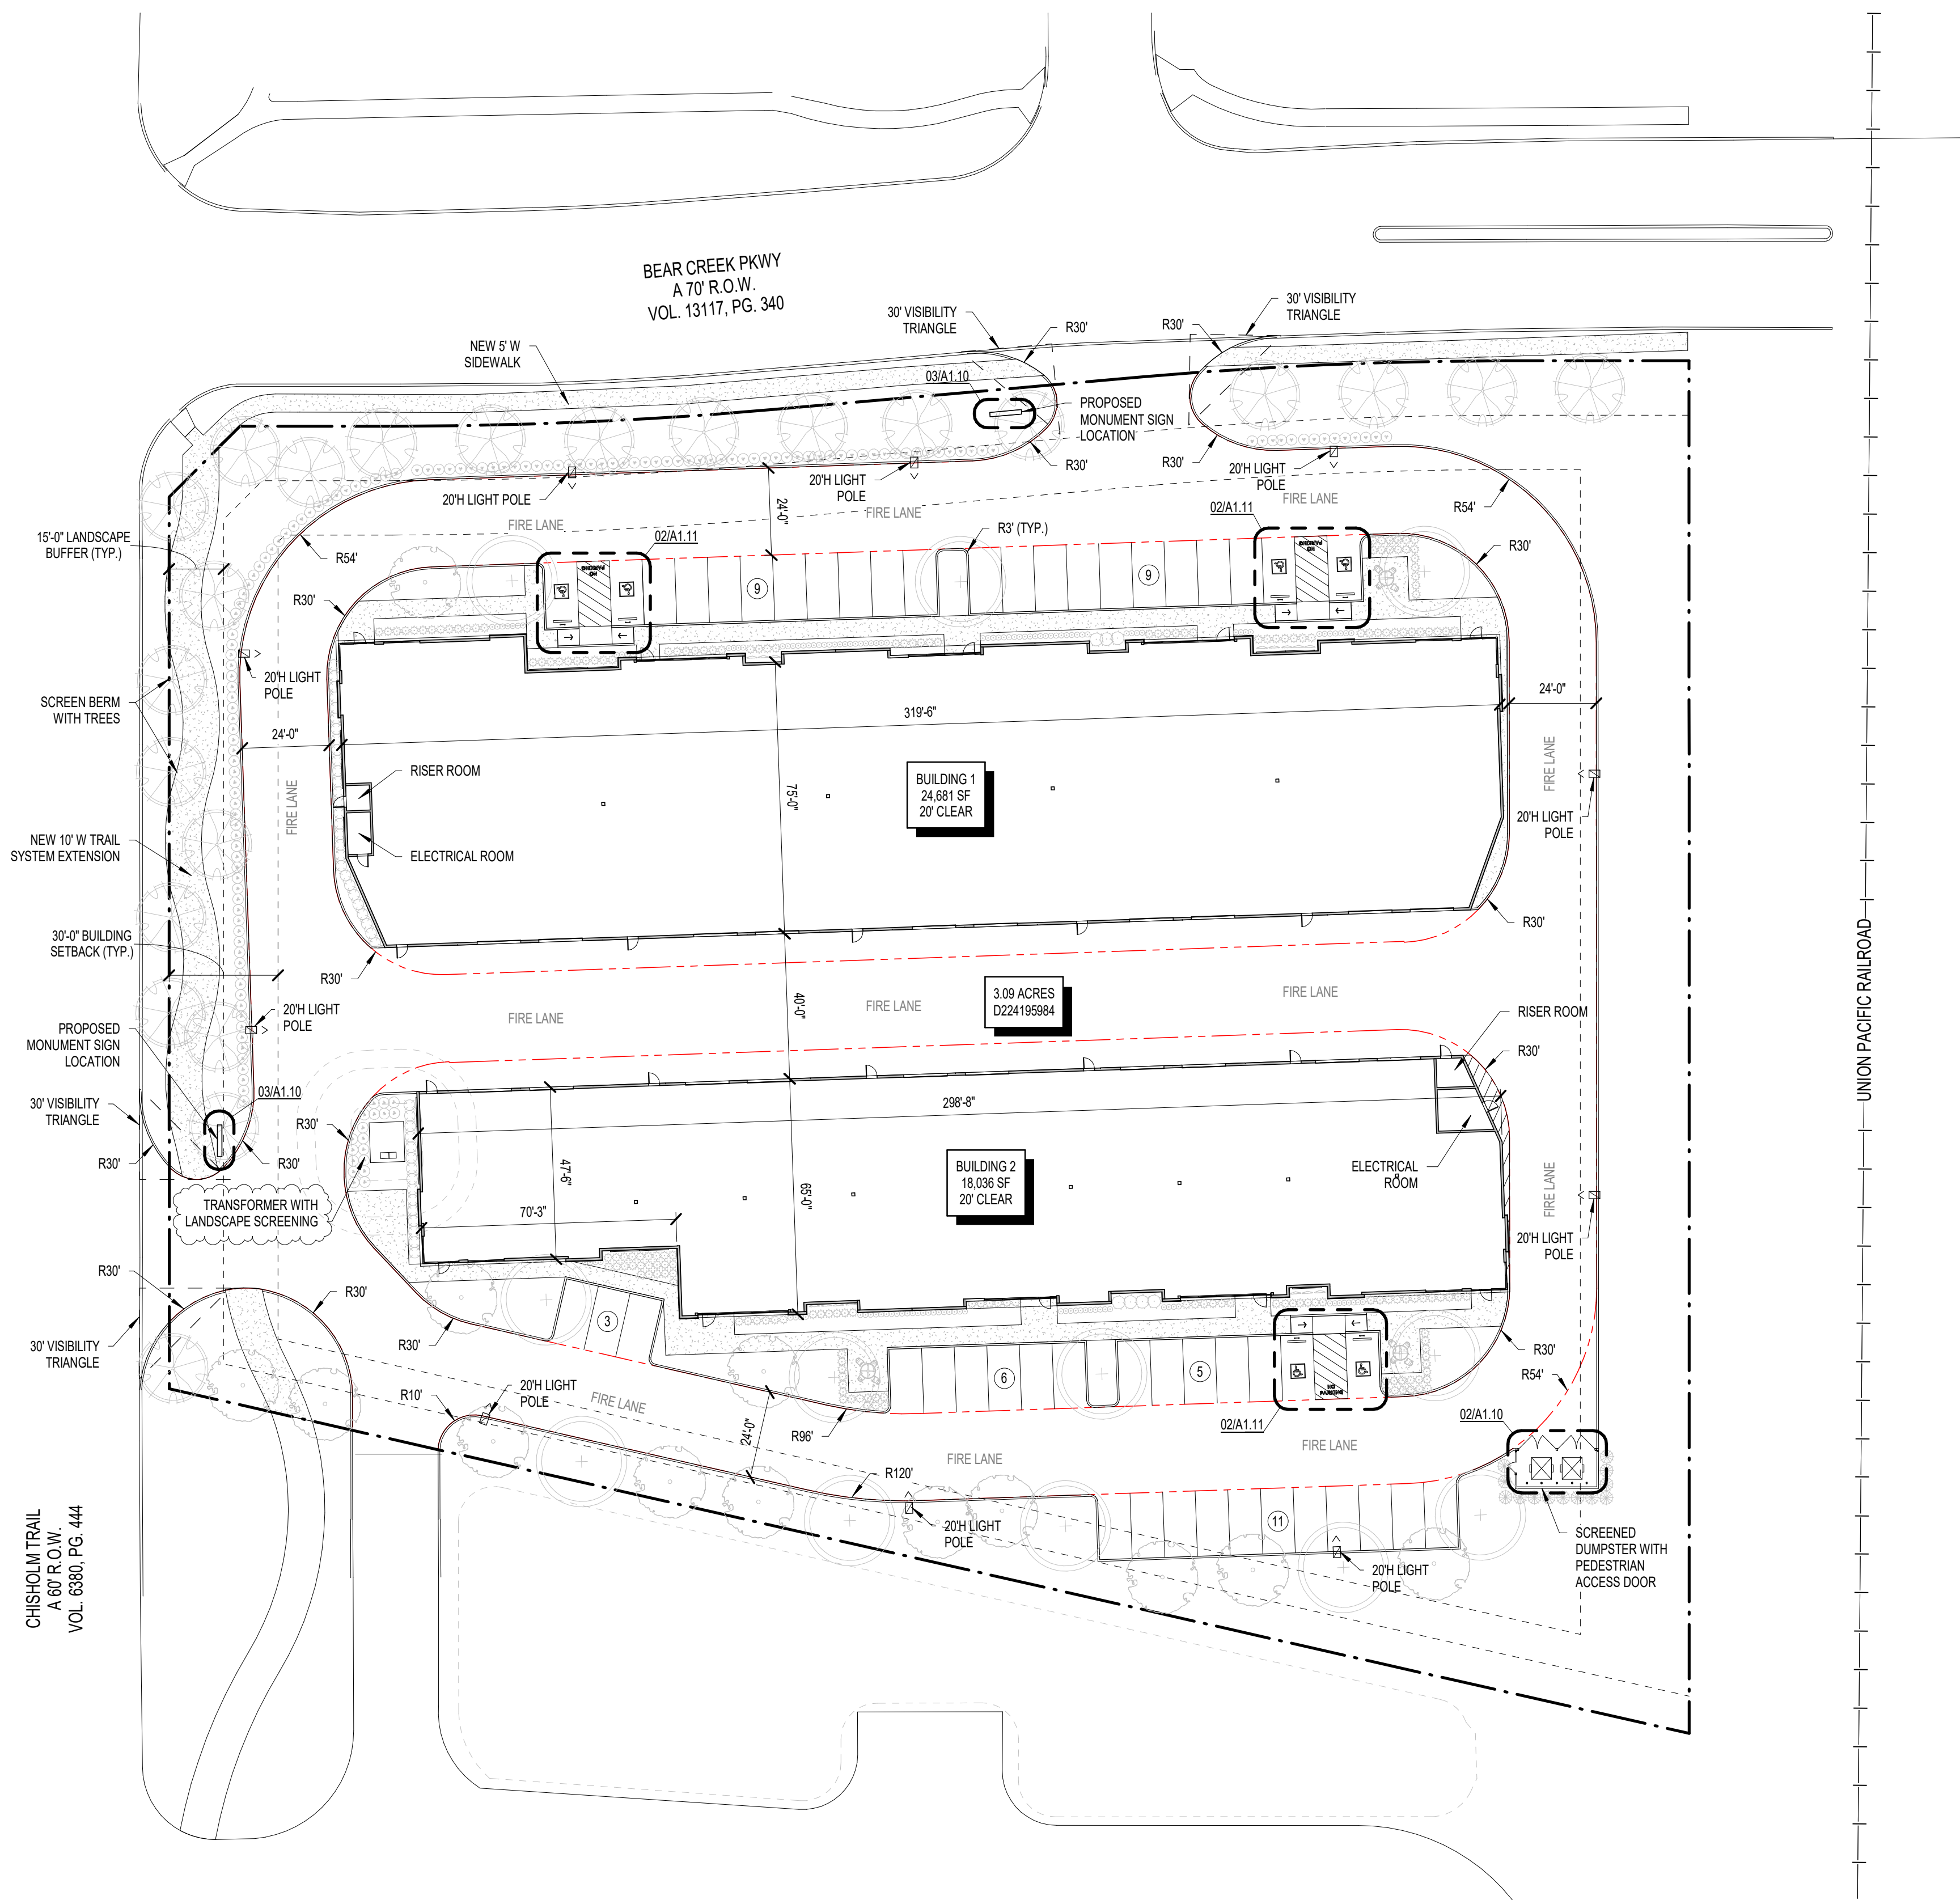 BEAR CREEK PKWY
A 70' R.O.W.
VOL. 13117, PG. 340
30' VISIBILITY
TRIANGLE
30' VISIBILITY
TRIANGLE
R30'
R30'
NEW 5' W
SIDEWALK
03/A1.10
PROPOSED
MONUMENT SIGN
LOCATION
R30'
R30'
20'H LIGHT POLE
20'H LIGHT
POLE
20'H LIGHT
POLE
24'-0"
FIRE LANE
FIRE LANE
FIRE LANE
R54'
02/A1.11
02/A1.11
R3' (TYP.)
15'-0" LANDSCAPE
BUFFER (TYP.)
R54'
R30'
R30'
NO
PARKING
NO
PARKING
9
9
20'H LIGHT
POLE
SCREEN BERM
WITH TREES
24'-0"
319'-6"
24'-0"
FIRE LANE
FIRE LANE
RISER ROOM
ELECTRICAL ROOM
75'-0"
BUILDING 1
24,681 SF
20' CLEAR
20'H LIGHT
POLE
NEW 10' W TRAIL
SYSTEM EXTENSION
30'-0" BUILDING
SETBACK (TYP.)
R30'
R30'
UNION PACIFIC RAILROAD
20'H LIGHT
POLE
FIRE LANE
40'-0"
FIRE LANE
3.09 ACRES
D224195984
FIRE LANE
RISER ROOM
PROPOSED
MONUMENT SIGN
LOCATION
R30'
03/A1.10
30' VISIBILITY
TRIANGLE
R30'
R30'
R30'
298'-8"
47'-6"
65'-0"
70'-3"
BUILDING 2
18,036 SF
20' CLEAR
ELECTRICAL
ROOM
FIRE LANE
TRANSFORMER WITH
LANDSCAPE SCREENING
20'H LIGHT
POLE
R30'
R30'
30' VISIBILITY
TRIANGLE
R30'
3
R30'
R54'
6
5
NO
PARKING
R10'
20'H LIGHT
POLE
FIRE LANE
24'-0"
R96'
02/A1.11
02/A1.10
FIRE LANE
FIRE LANE
R120'
20'H LIGHT
POLE
11
20'H LIGHT
POLE
SCREENED
DUMPSTER WITH
PEDESTRIAN
ACCESS DOOR
CHISHOLM TRAIL
A 60' R.O.W.
VOL. 6380, PG. 444